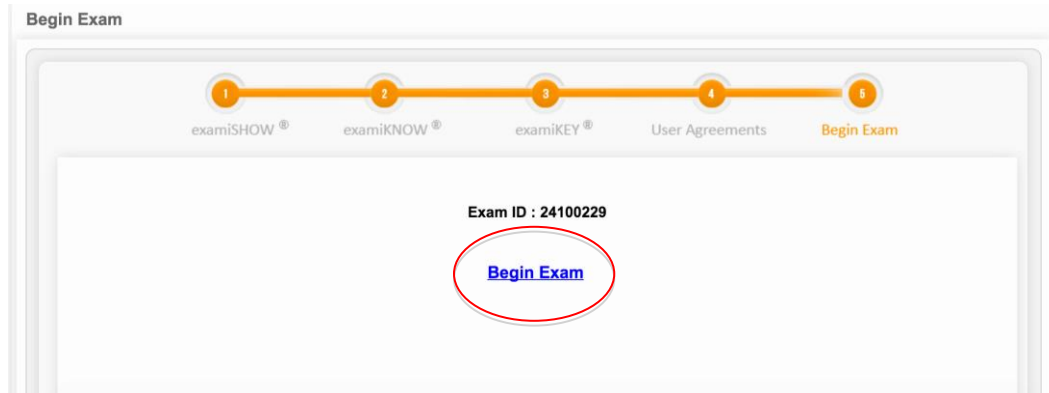 Begin Exam
1 2 3 4 5
examiSHOW ® examiKNOW ® examiKEY ® User Agreements Begin Exam
Exam ID : 24100229
Begin Exam